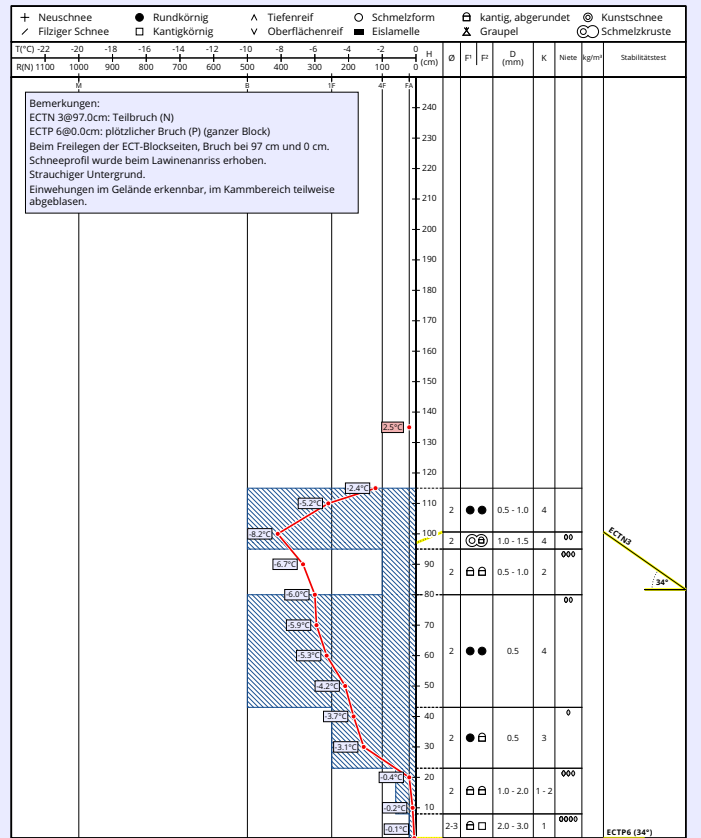 Neuschnee Rundkörnig Tiefenreif Schmelzform kantig, abgerundet Kunstschnee
Filziger Schnee Kantigkörnig Oberflächenreif Eislamelle Graupel Schmelzkruste
T(°C) -22 -20 -18 -16 -14 -12 -10 -8 -6 -4 -2 0
R(N) 1100 1000 900 800 700 600 500 400 300 200 100 0
H (cm) Ø F¹ F² D (mm) K Niete kg/m³ Stabilitätstest
M B 1F 4F FA
Bemerkungen:
ECTN 3@97.0cm: Teilbruch (N)
ECTP 6@0.0cm: plötzlicher Bruch (P) (ganzer Block)
Beim Freilegen der ECT-Blockseiten, Bruch bei 97 cm und 0 cm.
Schneeprofil wurde beim Lawinenanriss erhoben.
Strauchiger Untergrund.
Einwehungen im Gelände erkennbar, im Kammbereich teilweise
abgeblasen.
240
230
220
210
200
190
180
170
160
150
140
2.5°C
130
120
-2.4°C
-5.2°C 110 2 0.5 - 1.0 4
-8.2°C 100 2 1.0 - 1.5 4 ECTN3
-6.7°C 90 2 0.5 - 1.0 2
34°
-6.0°C 80
-5.9°C 70
-5.3°C 60 2 0.5 4
-4.2°C 50
-3.7°C 40
-3.1°C 30 2 0.5 3
-0.4°C 20
2 1.0 - 2.0 1 - 2
-0.2°C 10
-0.1°C 2-3 2.0 - 3.0 1
ECTP6 (34°)